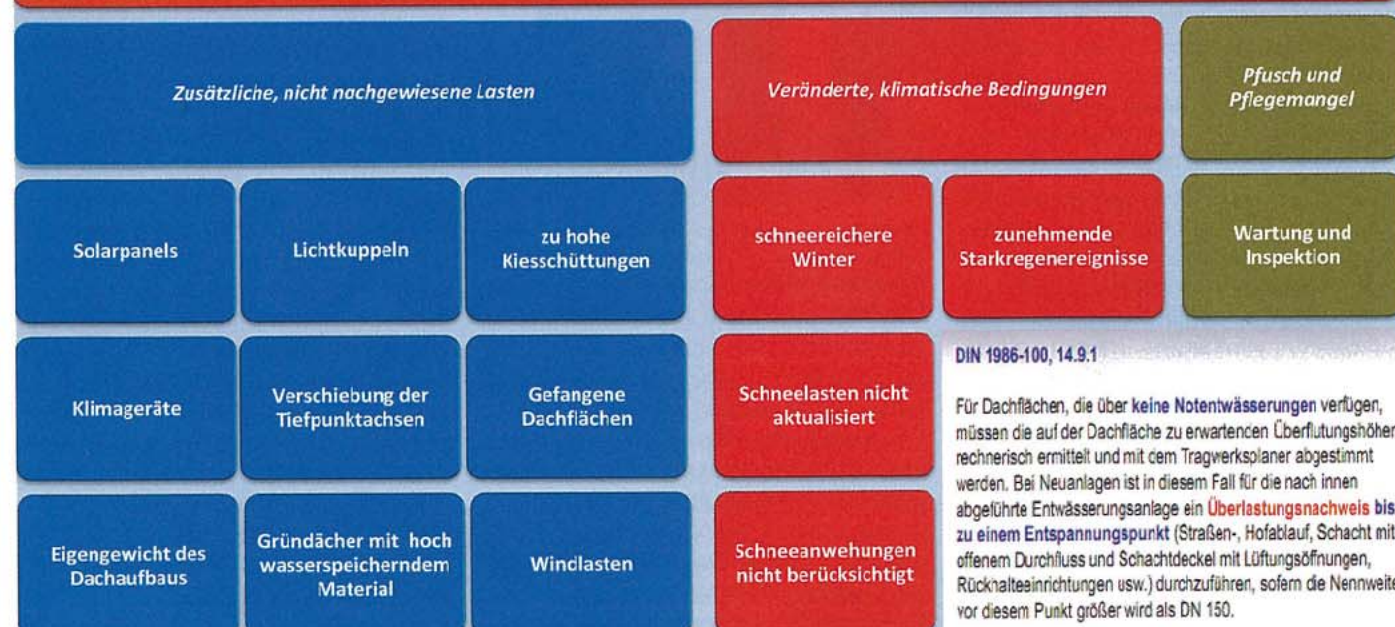 Zusätzliche, nicht nachgewiesene Lasten
Veränderte, klimatische Bedingungen
Pfusch und
Pflegemangel
Solarpanels
Lichtkuppeln
zu hohe
Kiesschüttungen
schneereichere
Winter
zunehmende
Starkregenereignisse
Wartung und
Inspektion
Klimageräte
Verschiebung der
Tiefpunktachsen
Gefangene
Dachflächen
Schneelasten nicht
aktualisiert
Eigengewicht des
Dachaufbaus
Gründächer mit hoch
wasserspeicherndem
Material
Windlasten
Schneeanwehungen
nicht berücksichtigt
DIN 1986-100, 14.9.1
Für Dachflächen, die über keine Notentwässerungen verfügen,
müssen die auf der Dachfläche zu erwartenden Überflutungshöhen
rechnerisch ermittelt und mit dem Tragwerksplaner abgestimmt
werden. Bei Neuanlagen ist in diesem Fall für die nach innen
abgeführte Entwässerungsanlage ein Überlastungsnachweis bis
zu einem Entspannungspunkt (Straßen-, Hofablauf, Schacht mit
offenem Durchfluss und Schachtdeckel mit Lüftungsöffnungen,
Rückhalteeinrichtungen usw.) durchzuführen, sofern die Nennweite
vor diesem Punkt größer wird als DN 150.